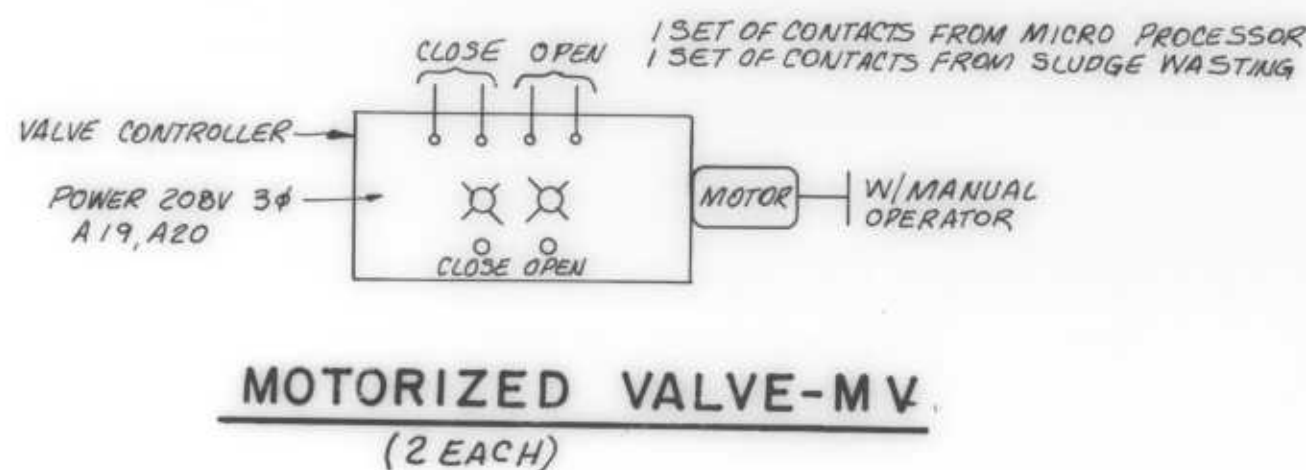 1 SET OF CONTACTS FROM MICRO PROCESSOR
1 SET OF CONTACTS FROM SLUDGE WASTING
CLOSE OPEN
VALVE CONTROLLER
POWER 208V 3φ
A19, A20
MOTOR
W/MANUAL
OPERATOR
CLOSE OPEN
MOTORIZED VALVE-MV
(2 EACH)